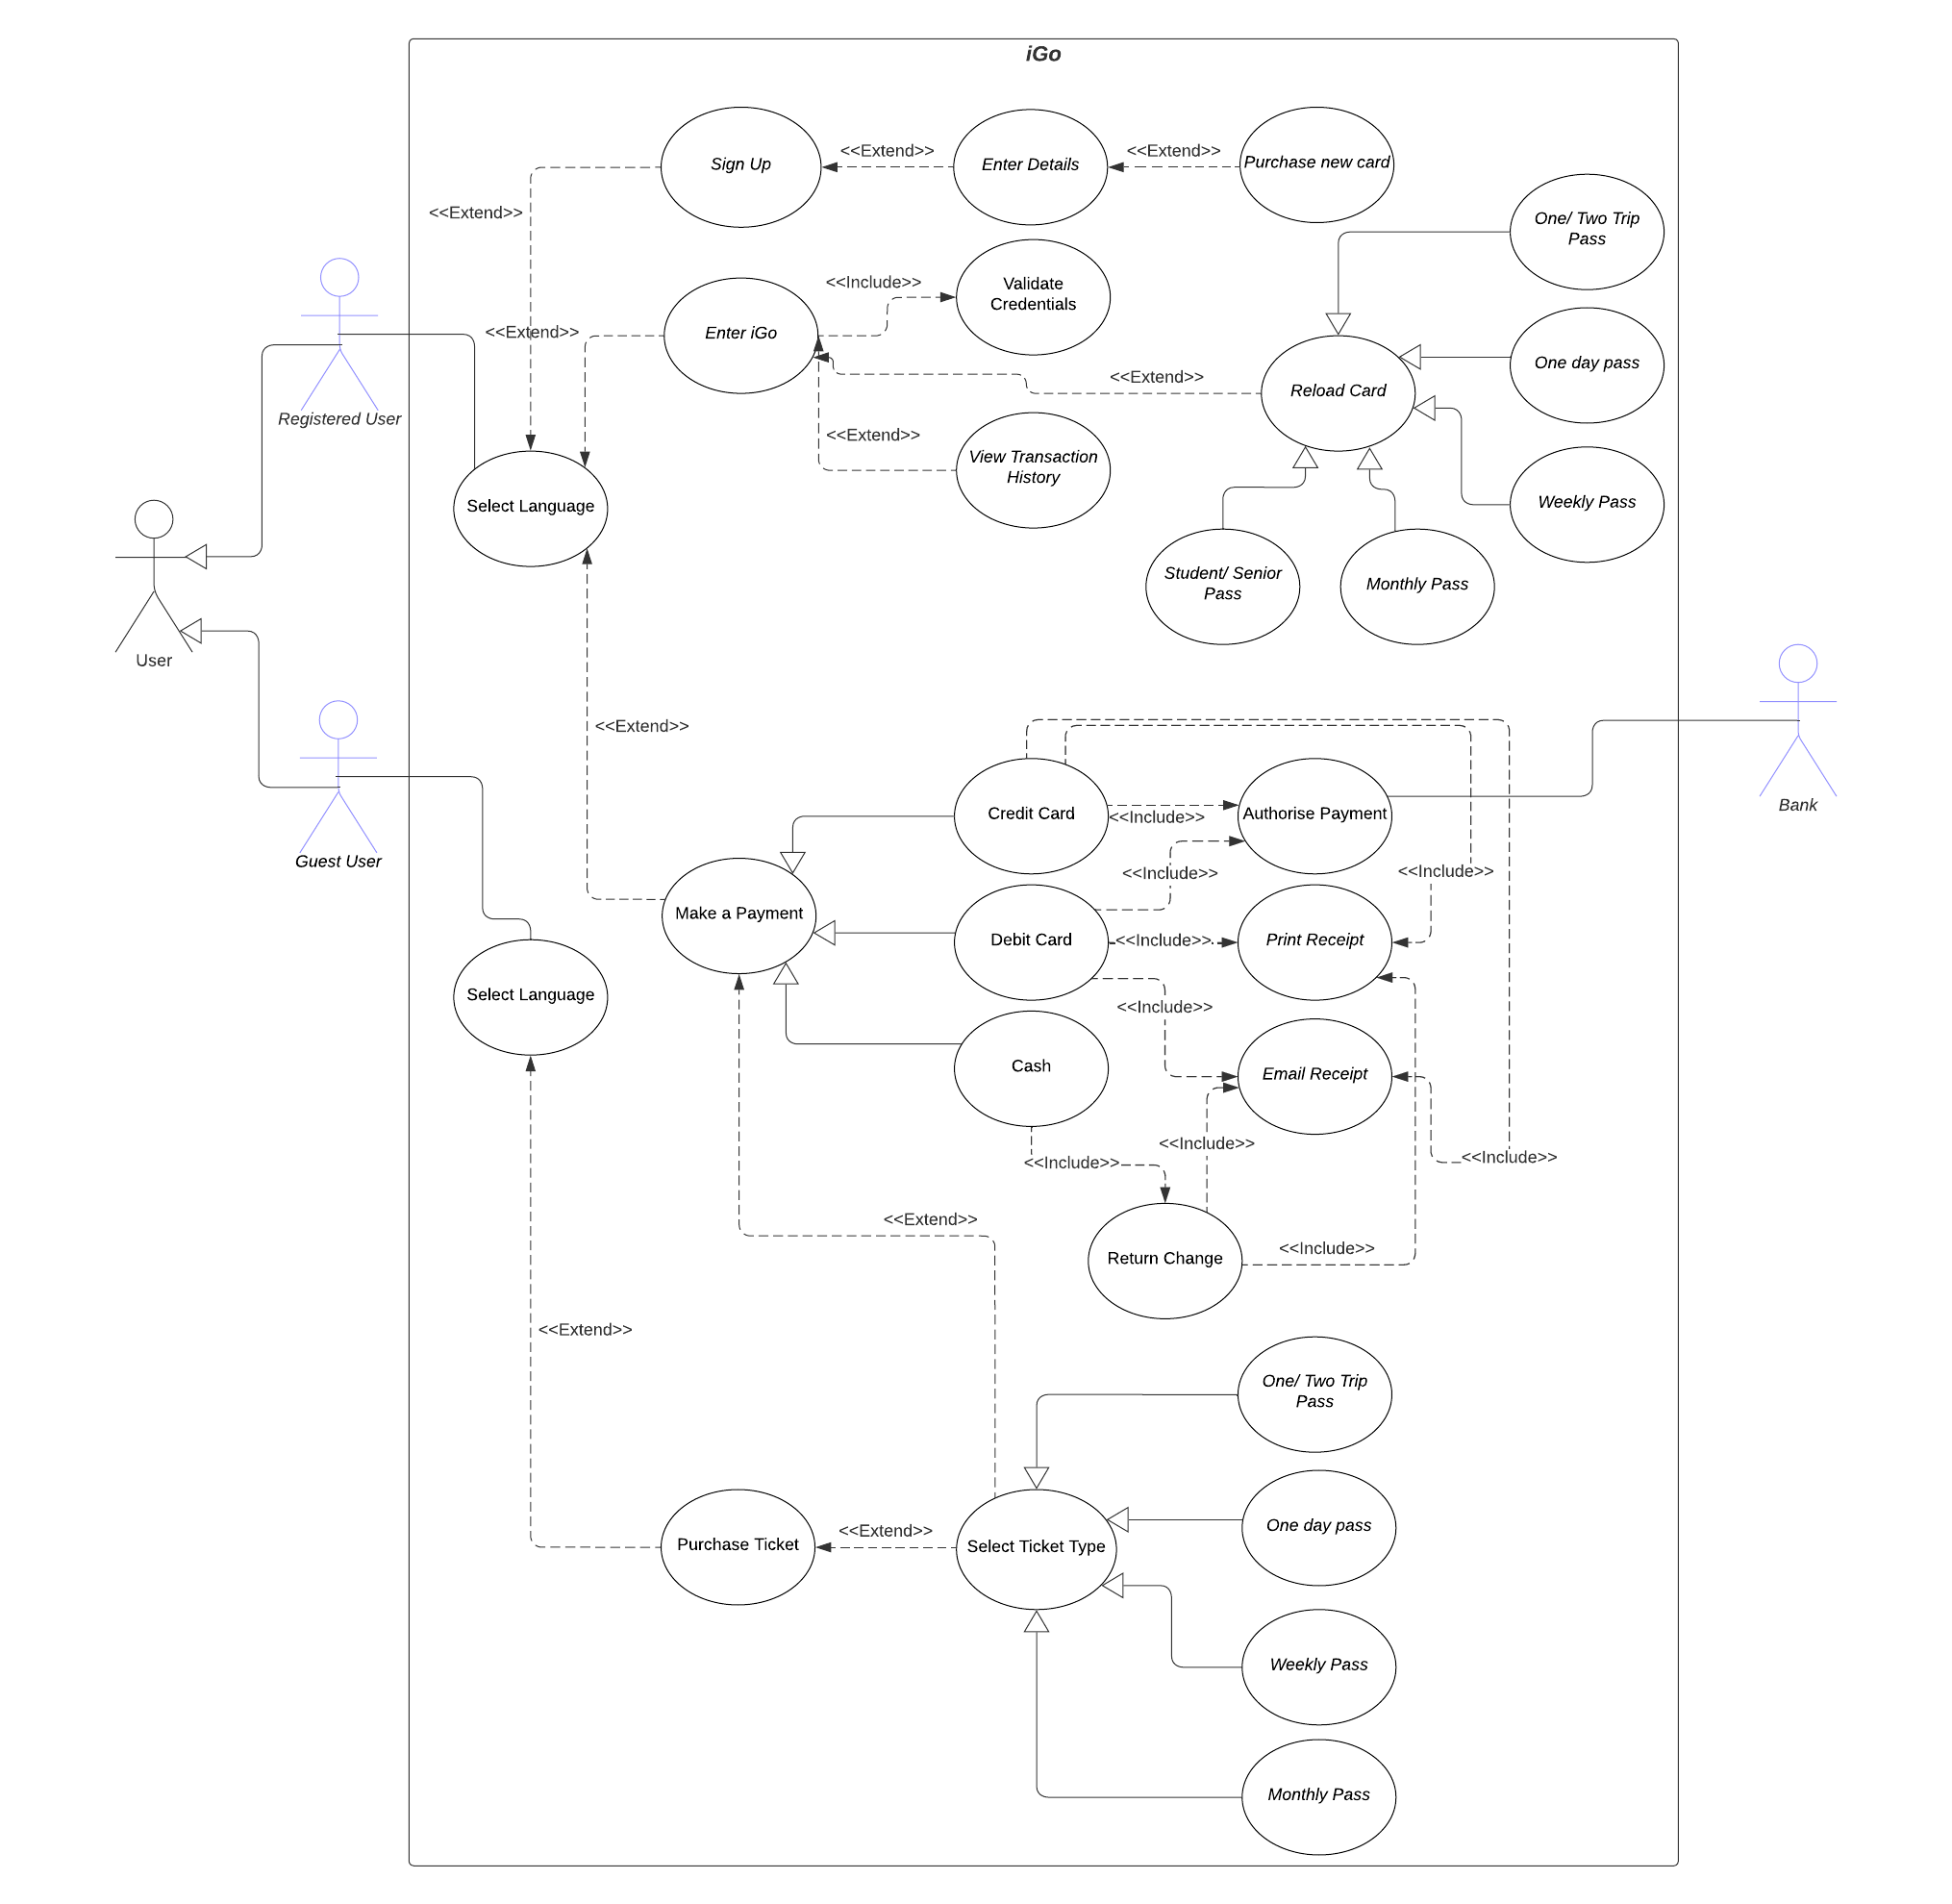 iGo
Sign Up
<<Extend>>
Enter Details
<<Extend>>
Purchase new card
<<Extend>>
One/ Two Trip
Pass
Validate
Credentials
<<Include>>
Enter iGo
<<Extend>>
One day pass
Reload Card
<<Extend>>
Registered User
<<Extend>>
View Transaction
History
Select Language
Weekly Pass
Student/ Senior
Pass
Monthly Pass
User
<<Extend>>
Bank
Credit Card
<<Include>>
Authorise Payment
Guest User
<<Include>>
<<Include>>
Make a Payment
Debit Card
<<Include>>
Print Receipt
Select Language
<<Include>>
Cash
Email Receipt
<<Include>>
<<Include>>
<<Include>>
<<Extend>>
Return Change
<<Include>>
<<Extend>>
One/ Two Trip
Pass
Purchase Ticket
<<Extend>>
Select Ticket Type
One day pass
Weekly Pass
Monthly Pass